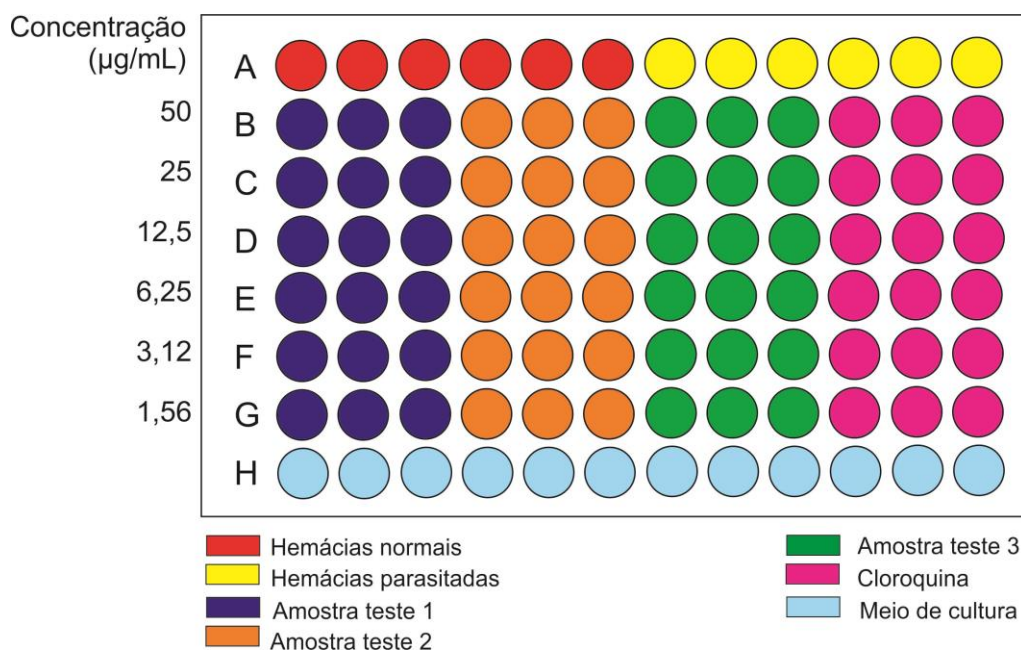 Concentração
(µg/mL)
A
50 B
25 C
12,5 D
6,25 E
3,12 F
1,56 G
H
Hemácias normais
Hemácias parasitadas
Amostra teste 1
Amostra teste 2
Amostra teste 3
Cloroquina
Meio de cultura